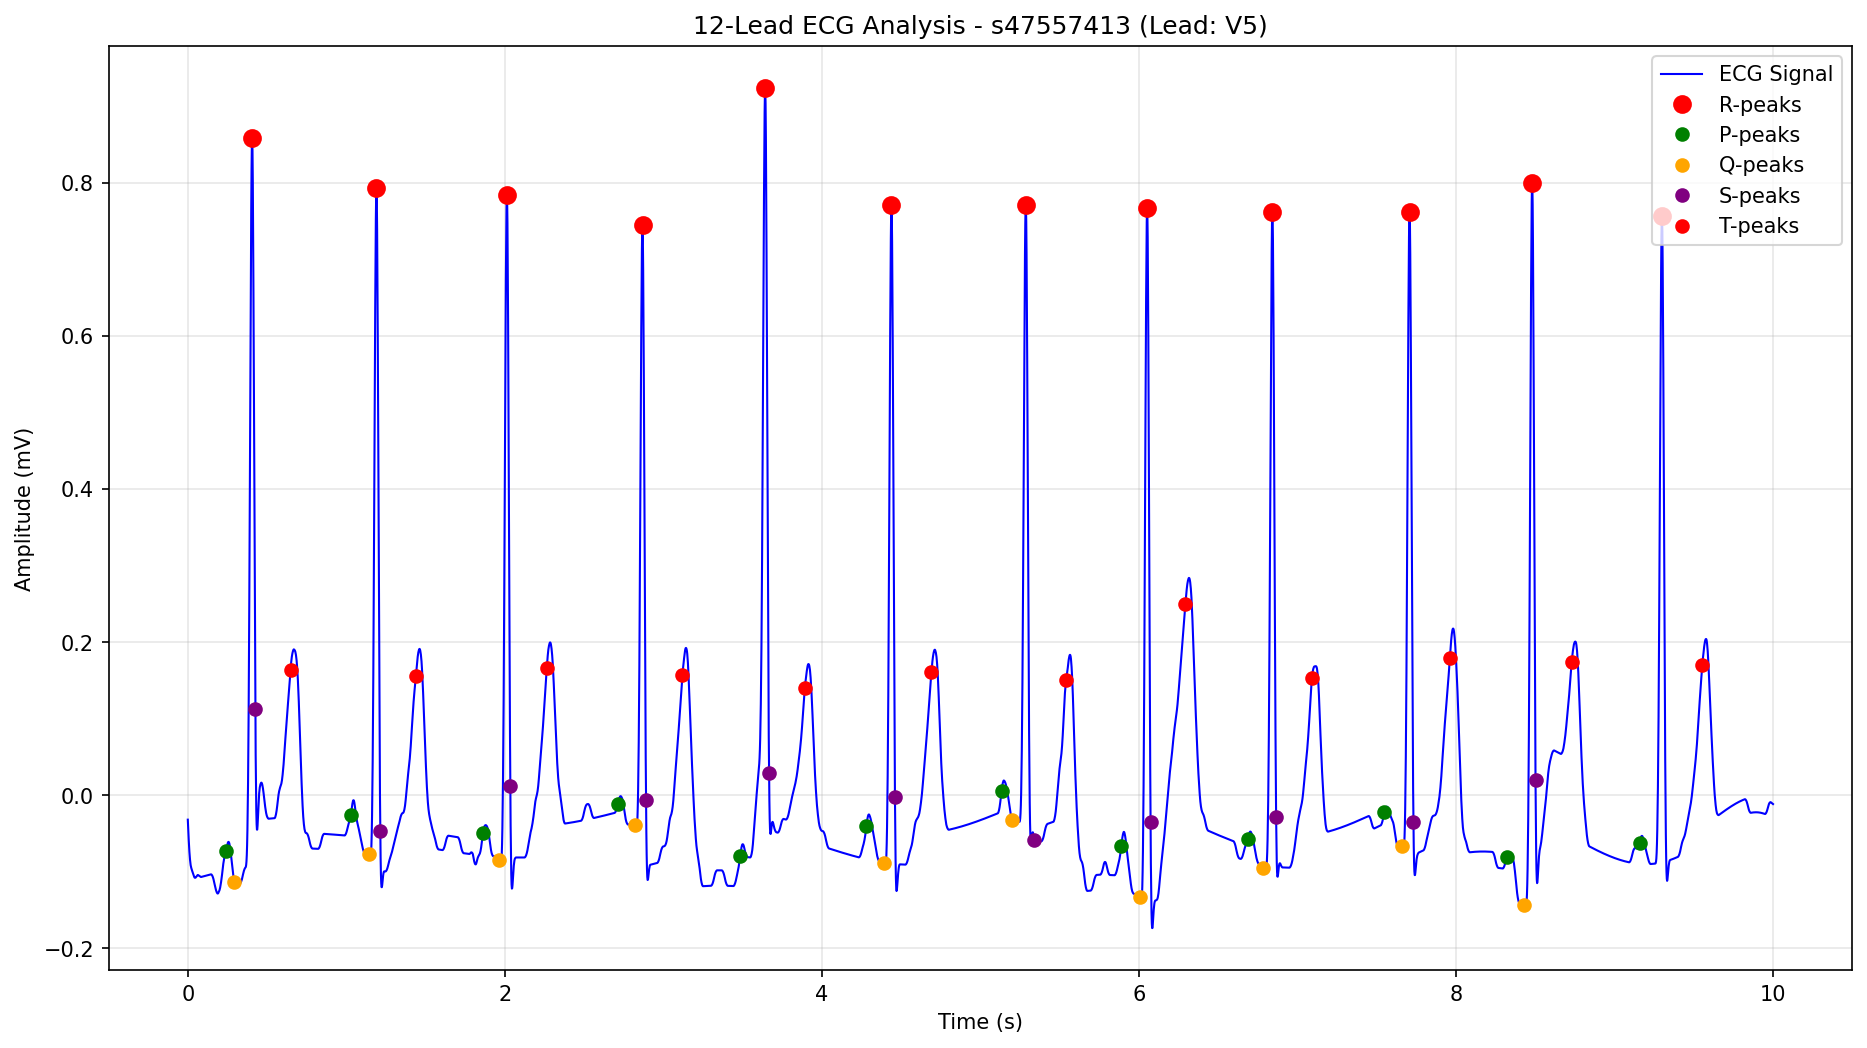 12-Lead ECG Analysis - s47557413 (Lead: V5)
ECG Signal
R-peaks
P-peaks
Q-peaks
S-peaks
T-peaks
Amplitude (mV)
0.8
0.6
0.4
0.2
0.0
−0.2
0 2 4 6 8 10
Time (s)